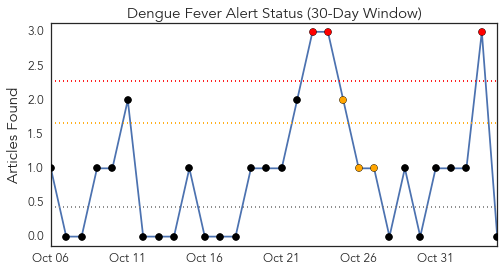 Dengue Fever Alert Status (30-Day Window)
Articles Found
3.0
2.5
2.0
1.5
1.0
0.5
0.0
Oct 06
Oct 11
Oct 16
Oct 21
Oct 26
Oct 31